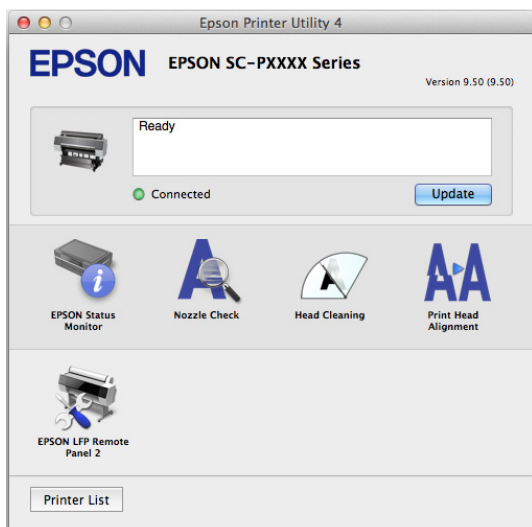 Epson Printer Utility 4
EPSON
EPSON SC-PXXXX Series
Version 9.50 (9.50)
Ready
Connected
Update
EPSON Status
Monitor
Nozzle Check
Head Cleaning
Print Head
Alignment
EPSON LFP Remote
Panel 2
Printer List